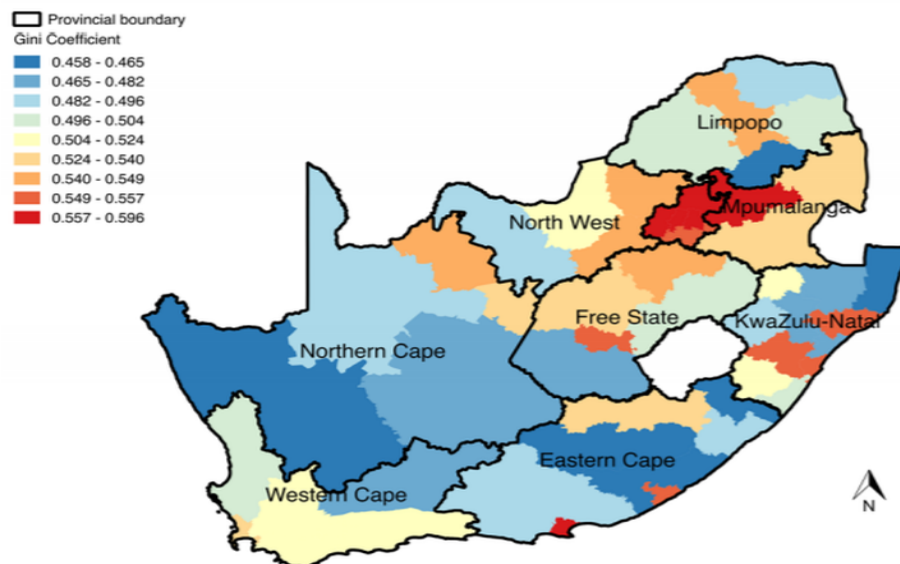 Provincial boundary
Gini Coefficient
0.458 - 0.465
0.465 - 0.482
0.482 - 0.496
0.496 - 0.504
0.504 - 0.524
0.524 - 0.540
0.540 - 0.549
0.549 - 0.557
0.557 - 0.596
Limpopo
Mpumalanga
North West
Free State
KwaZulu-Natal
Northern Cape
Eastern Cape
Western Cape
N